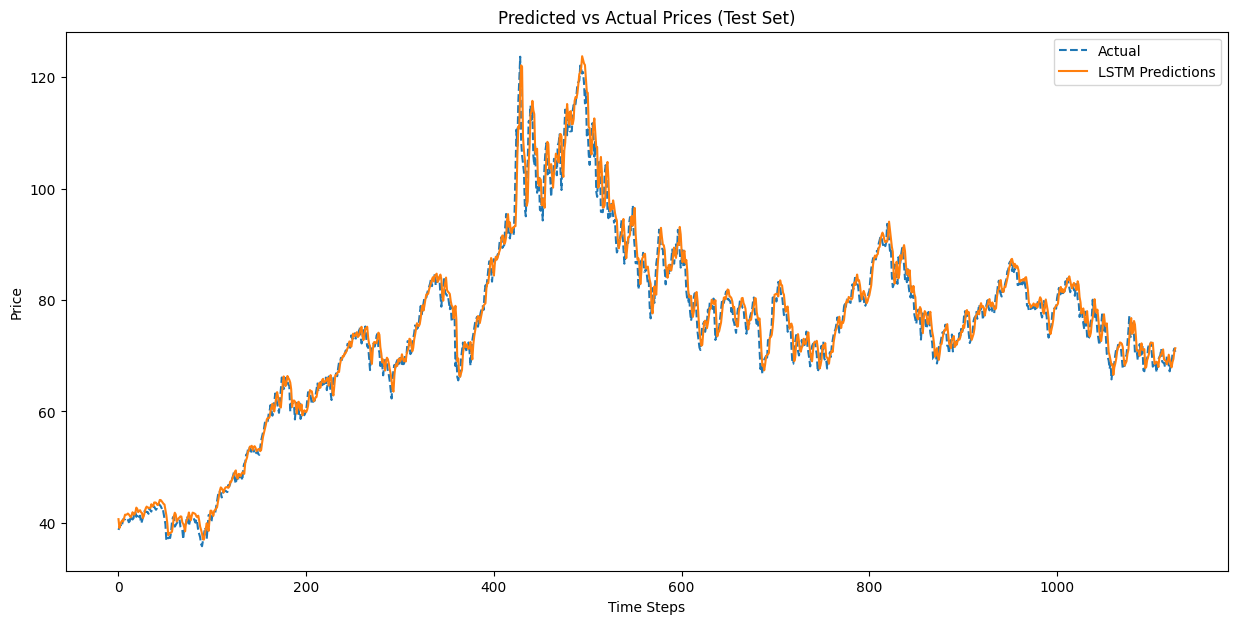 Predicted vs Actual Prices (Test Set)
Actual
LSTM Predictions
Price
120
100
80
60
40
0 200 400 600 800 1000
Time Steps